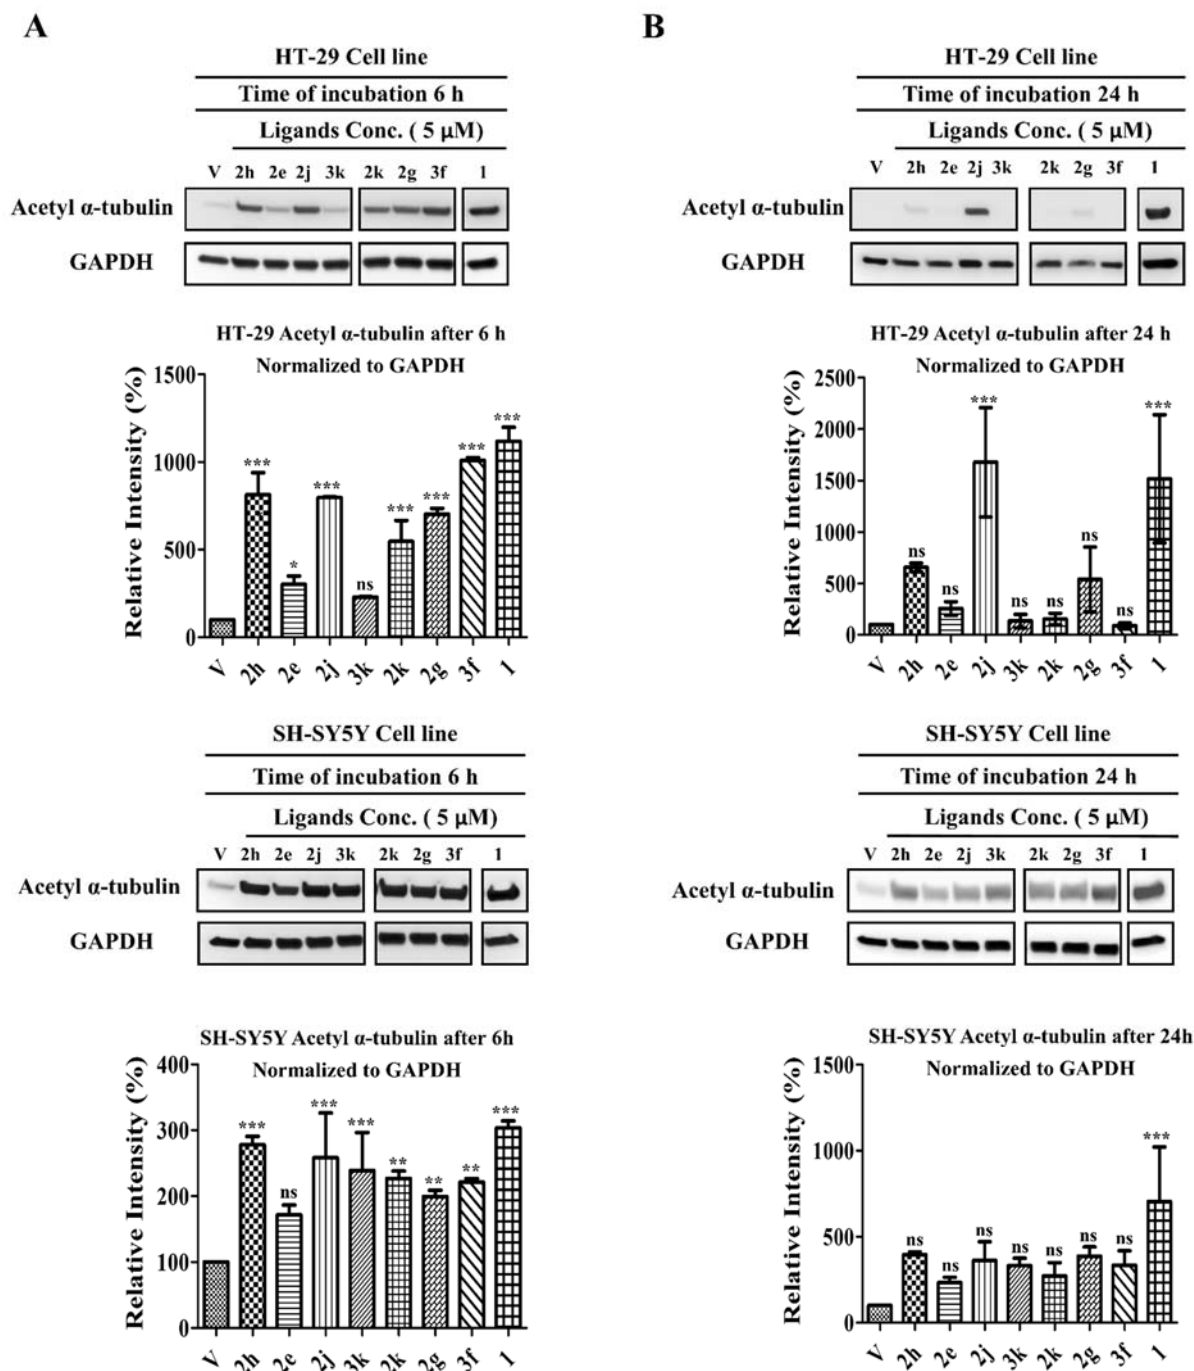 A
HT-29 Cell line
Time of incubation 6 h
Ligands Conc. ( 5 µM)
V 2h 2e 2j 3k 2k 2g 3f 1
Acetyl α-tubulin
GAPDH
HT-29 Acetyl α-tubulin after 6 h
Normalized to GAPDH
Relative Intensity (%)
1500
1000
500
0
*** * *** ns *** *** *** ***
V 2h 2e 2j 3k 2k 2g 3f 1
SH-SY5Y Cell line
Time of incubation 6 h
Ligands Conc. ( 5 µM)
V 2h 2e 2j 3k 2k 2g 3f 1
Acetyl α-tubulin
GAPDH
SH-SY5Y Acetyl α-tubulin after 6h
Normalized to GAPDH
Relative Intensity (%)
400
300
200
100
0
*** ns *** *** ** ** ** ***
V 2h 2e 2j 3k 2k 2g 3f 1
B
HT-29 Cell line
Time of incubation 24 h
Ligands Conc. ( 5 µM)
V 2h 2e 2j 3k 2k 2g 3f 1
Acetyl α-tubulin
GAPDH
HT-29 Acetyl α-tubulin after 24 h
Normalized to GAPDH
Relative Intensity (%)
2500
2000
1500
1000
500
0
ns ns *** ns ns ns ns ***
V 2h 2e 2j 3k 2k 2g 3f 1
SH-SY5Y Cell line
Time of incubation 24 h
Ligands Conc. ( 5 µM)
V 2h 2e 2j 3k 2k 2g 3f 1
Acetyl α-tubulin
GAPDH
SH-SY5Y Acetyl α-tubulin after 24h
Normalized to GAPDH
Relative Intensity (%)
1500
1000
500
0
ns ns ns ns ns ns ns ***
V 2h 2e 2j 3k 2k 2g 3f 1